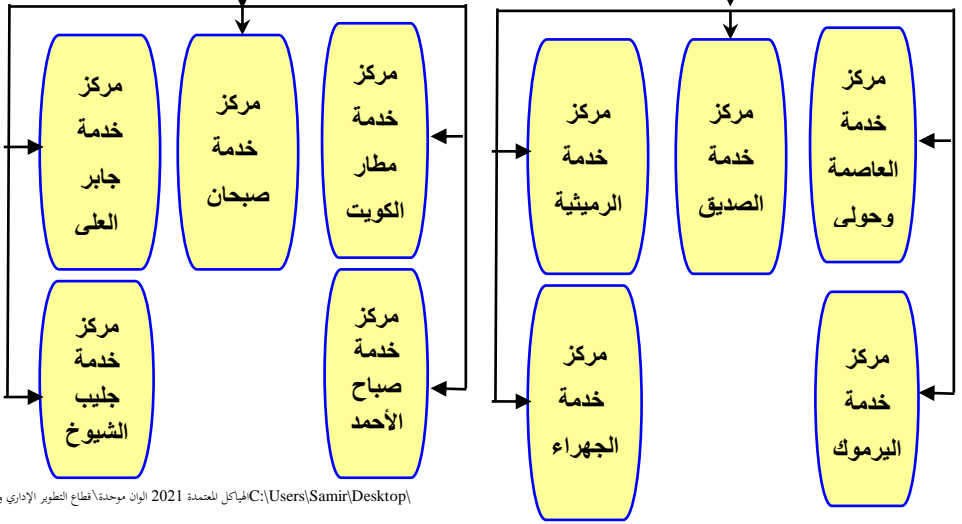 مركز
خدمة
العاصمة
وحولى
مركز
خدمة
الصديق
مركز
خدمة
الرميثية
مركز
خدمة
اليرموك
مركز
خدمة
الجهراء
مركز
خدمة
مطار
الكويت
مركز
خدمة
صبحان
مركز
خدمة
جابر
العلى
مركز
خدمة
صباح
الأحمد
مركز
خدمة
جليب
الشيوخ
C:\Users\Samir\Desktop\الهياكل المعتمدة 2021 الوان موحدة\قطاع التطوير الإداري و